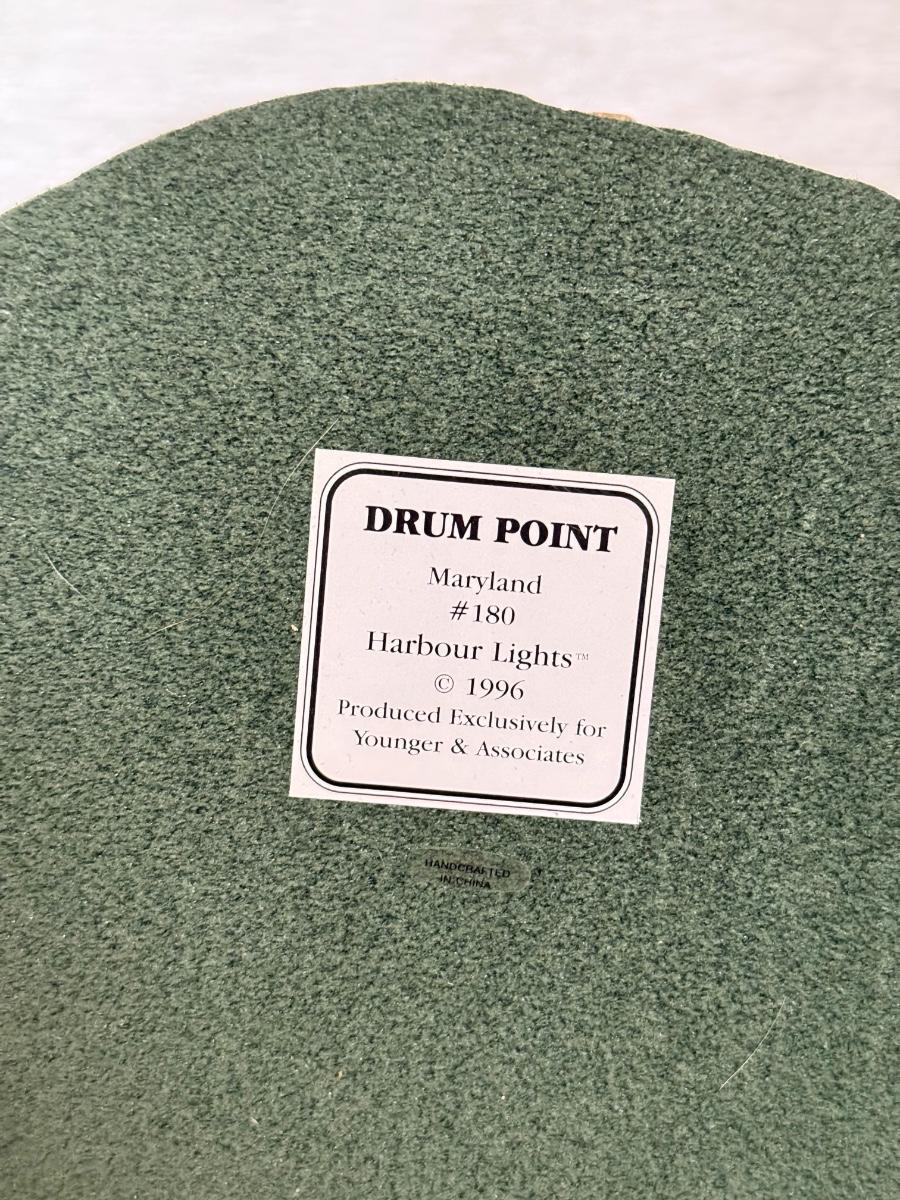 DRUM POINT
Maryland
#180
Harbour Lights™
© 1996
Produced Exclusively for
Younger & Associates
HANDCRAFTED
IN CHINA